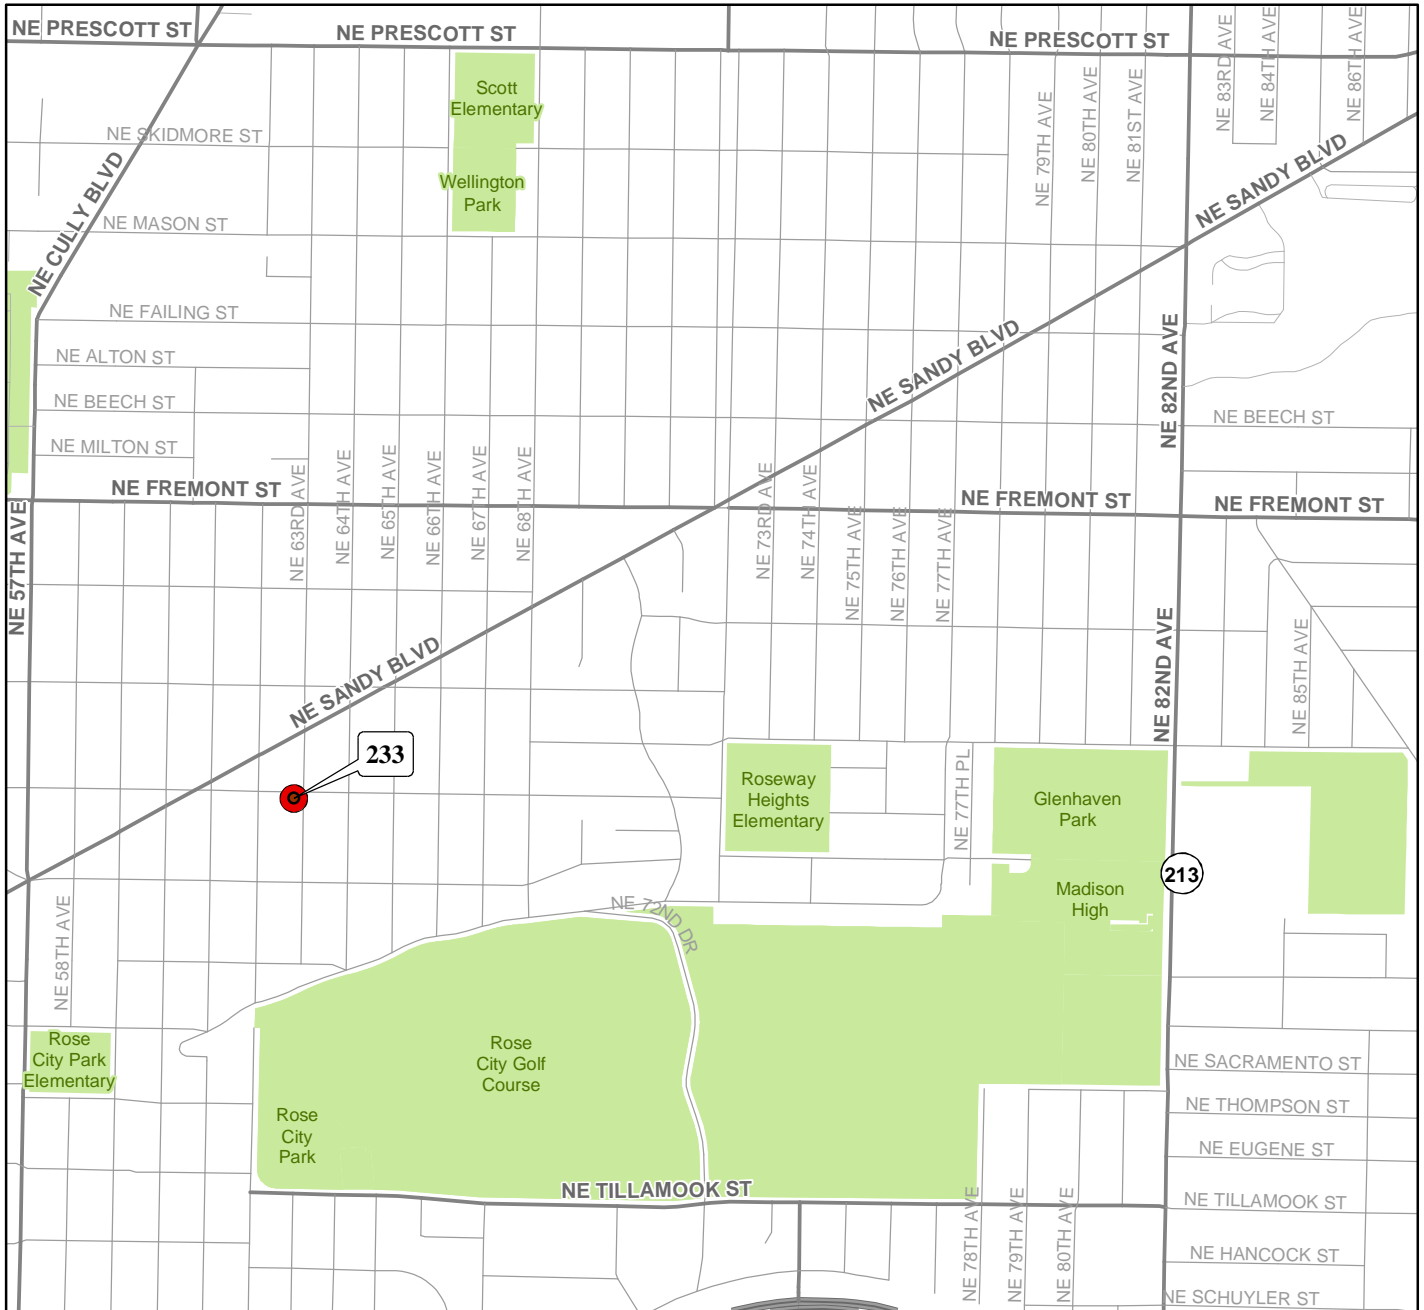 NE PRESCOTT ST
NE PRESCOTT ST
NE PRESCOTT ST
NE 83RD AVE
NE 84TH AVE
NE 86TH AVE
Scott
Elementary
NE 79TH AVE
NE 80TH AVE
NE 81ST AVE
NE SKIDMORE ST
NE SANDY BLVD
NE CULLY BLVD
Wellington
Park
NE MASON ST
NE FAILING ST
NE SANDY BLVD
NE 82ND AVE
NE ALTON ST
NE BEECH ST
NE BEECH ST
NE MILTON ST
NE FREMONT ST
NE 63RD AVE
NE 64TH AVE
NE 65TH AVE
NE 66TH AVE
NE 67TH AVE
NE 68TH AVE
NE 73RD AVE
NE 74TH AVE
NE 75TH AVE
NE 76TH AVE
NE 77TH AVE
NE FREMONT ST
NE FREMONT ST
NE 57TH AVE
NE 82ND AVE
NE 85TH AVE
NE SANDY BLVD
233
Roseway
Heights
Elementary
NE 77TH PL
Glenhaven
Park
213
Madison
High
NE 72ND DR
NE 58TH AVE
Rose
City Park
Elementary
Rose
City Golf
Course
NE SACRAMENTO ST
NE THOMPSON ST
Rose
City
Park
NE EUGENE ST
NE TILLAMOOK ST
NE TILLAMOOK ST
NE 78TH AVE
NE 79TH AVE
NE 80TH AVE
NE HANCOCK ST
NE SCHUYLER ST